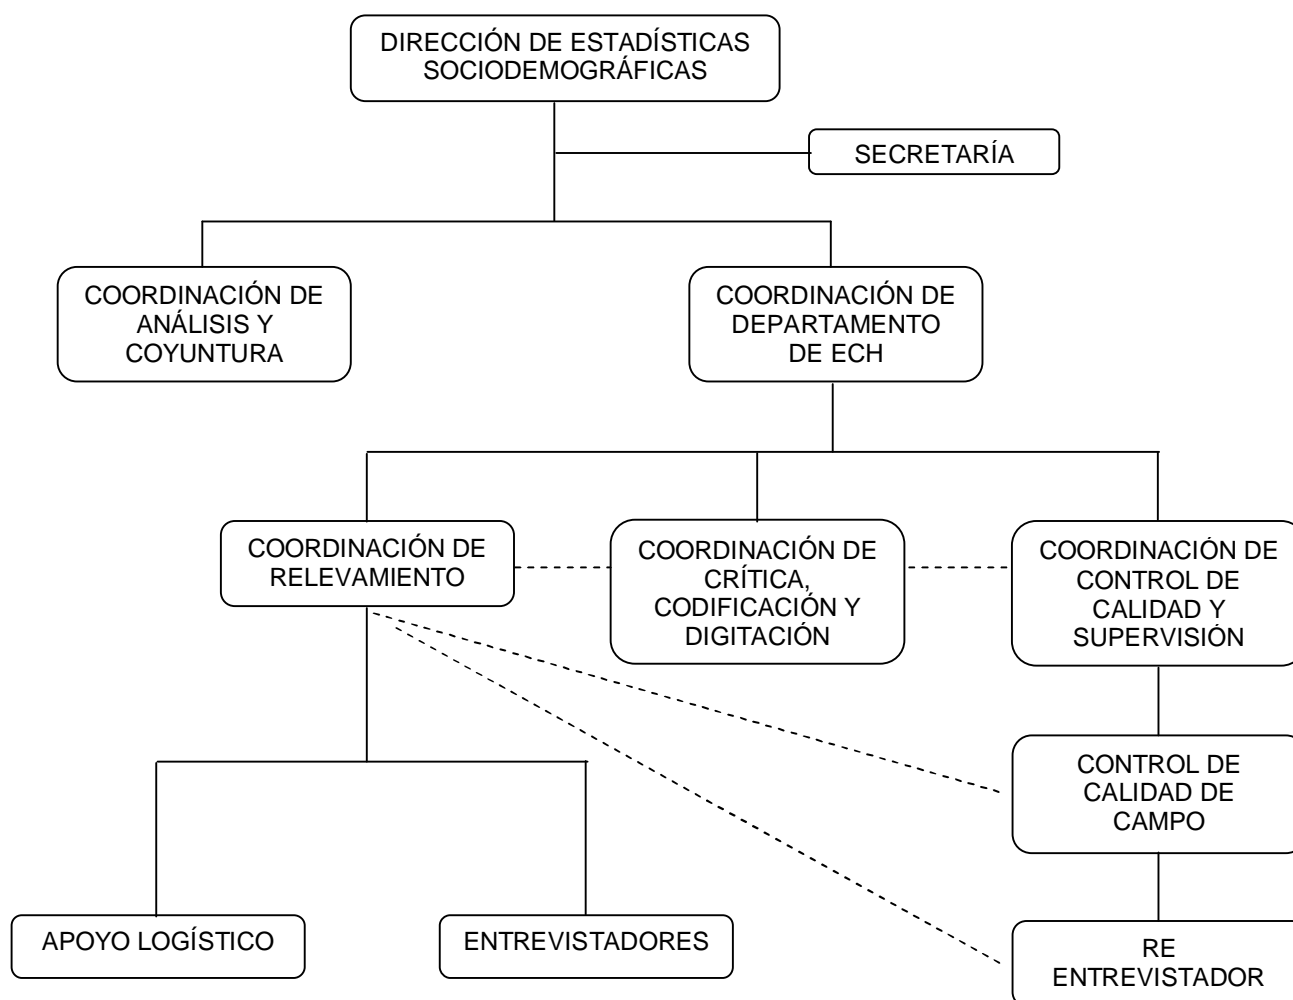 DIRECCIÓN DE ESTADÍSTICAS
SOCIODEMOGRÁFICAS
SECRETARÍA
COORDINACIÓN DE
ANÁLISIS Y
COYUNTURA
COORDINACIÓN DE
DEPARTAMENTO
DE ECH
COORDINACIÓN DE
RELEVAMIENTO
COORDINACIÓN DE
CRÍTICA,
CODIFICACIÓN Y
DIGITACIÓN
COORDINACIÓN DE
CONTROL DE
CALIDAD Y
SUPERVISIÓN
CONTROL DE
CALIDAD DE
CAMPO
APOYO LOGÍSTICO
ENTREVISTADORES
RE
ENTREVISTADOR